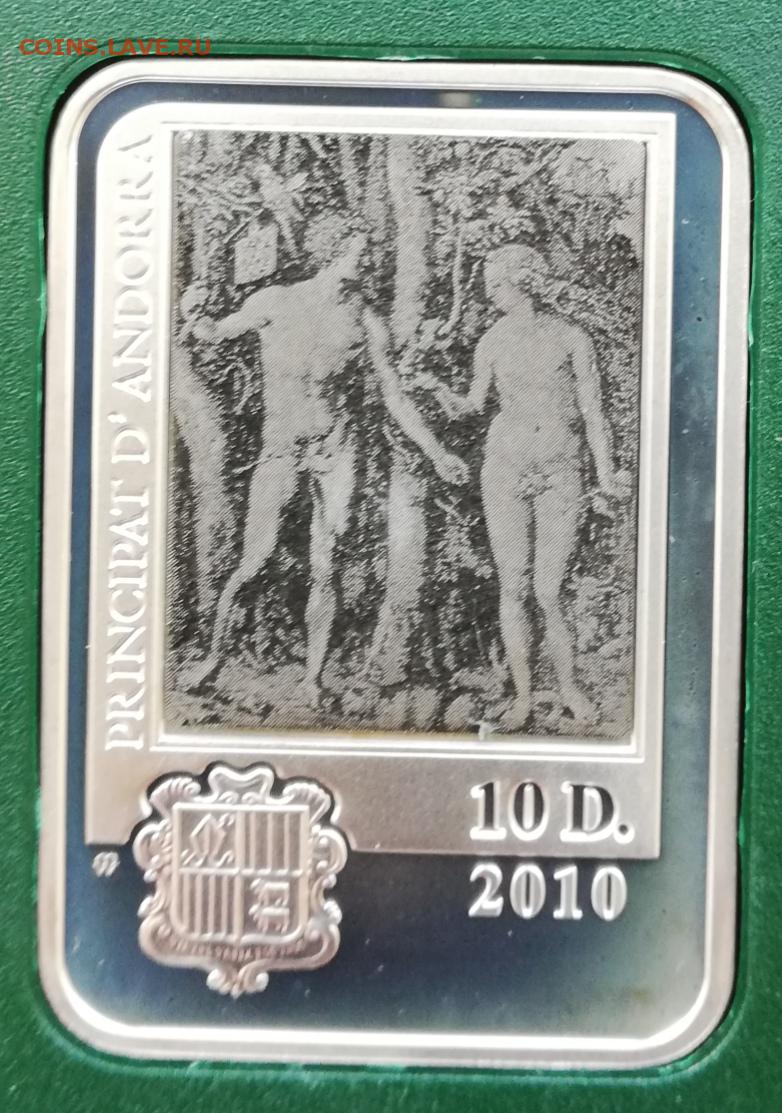 COINS.LAVE.RU
PRINCIPAT D' ANDORRA
10 D.
2010